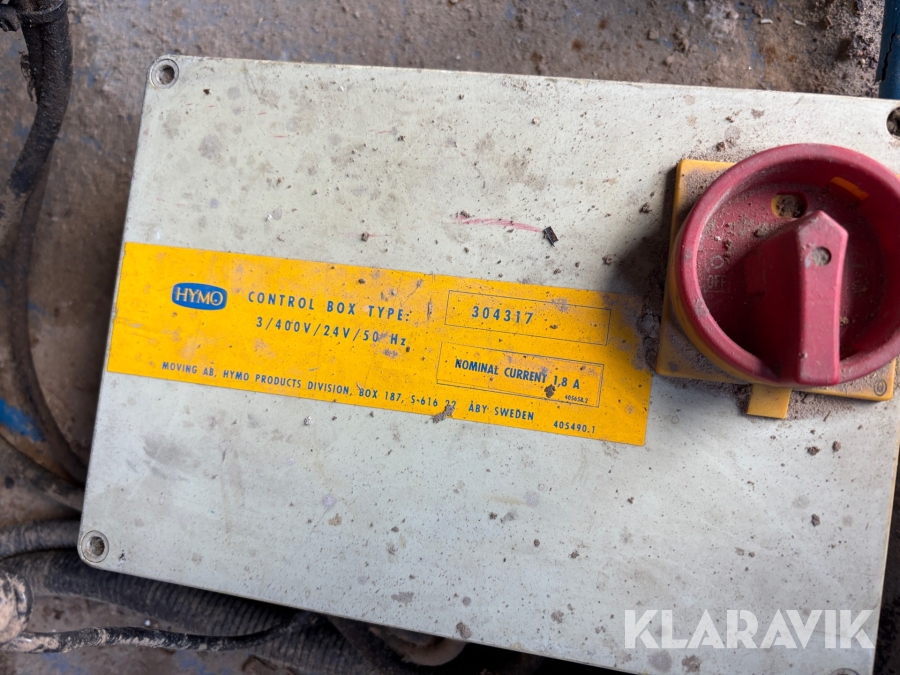 HYMO
CONTROL BOX TYPE: 304317
3/400V/24V/50 Hz
NOMINAL CURRENT 1,8 A
405658.2
MOVING AB, HYMO PRODUCTS DIVISION, BOX 187, S-616 22 ÅBY SWEDEN
405490.1
OFF
KLARAVIK